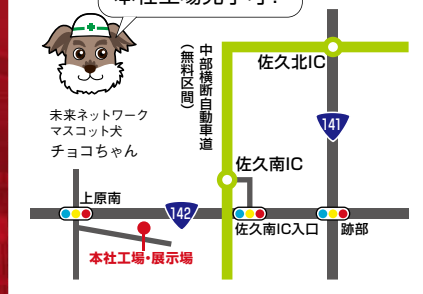 本社工場見学可!
中部横断自動車道
(無料区間)
佐久北IC
未来ネットワーク
マスコット犬
チョコちゃん
141
佐久南IC
上原南
142
佐久南IC入口
跡部
本社工場・展示場